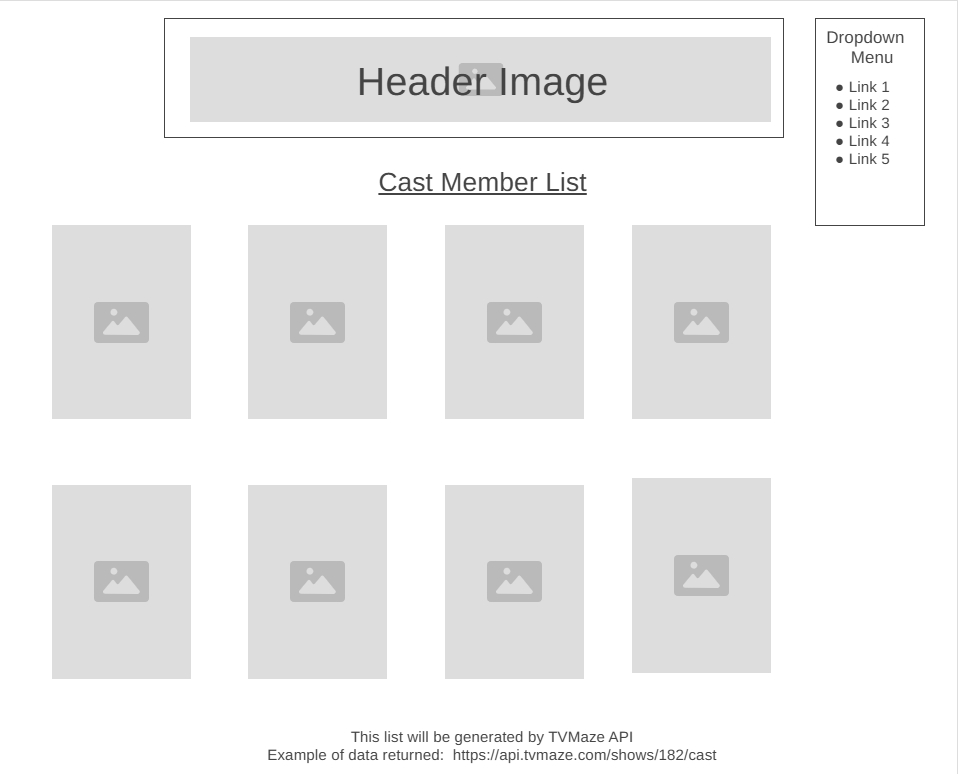 Header Image
Dropdown
Menu
● Link 1
● Link 2
● Link 3
● Link 4
● Link 5
Cast Member List
This list will be generated by TVMaze API
Example of data returned:  https://api.tvmaze.com/shows/182/cast